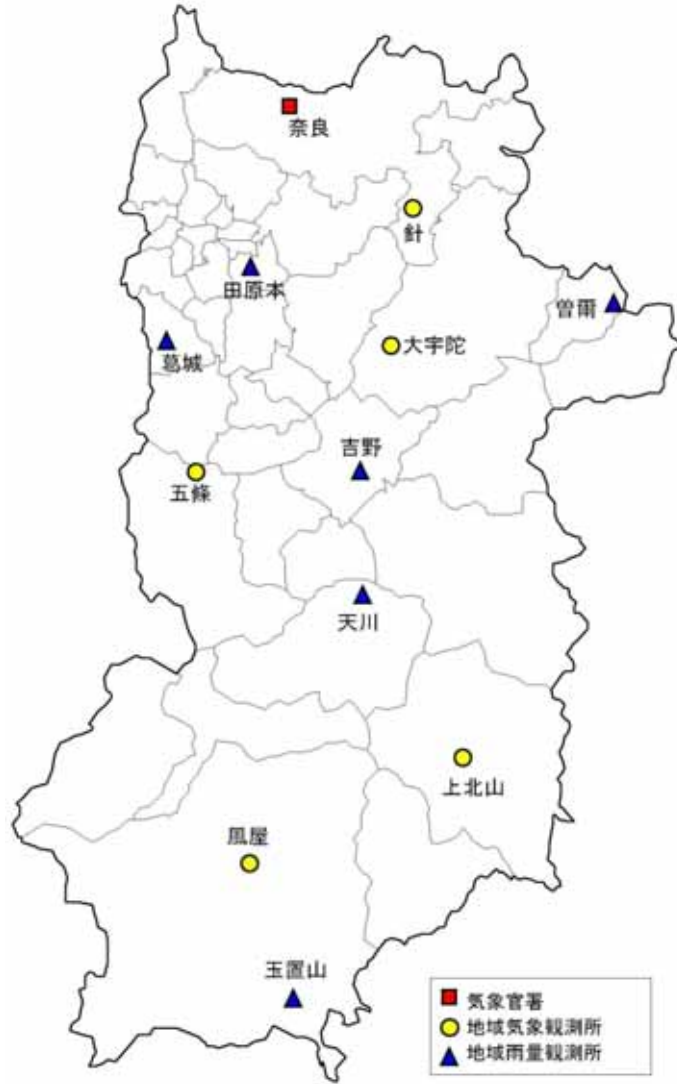 奈良
針
田原本
曽爾
葛城
大宇陀
吉野
五條
天川
上北山
風屋
玉置山
気象官署
地域気象観測所
地域雨量観測所